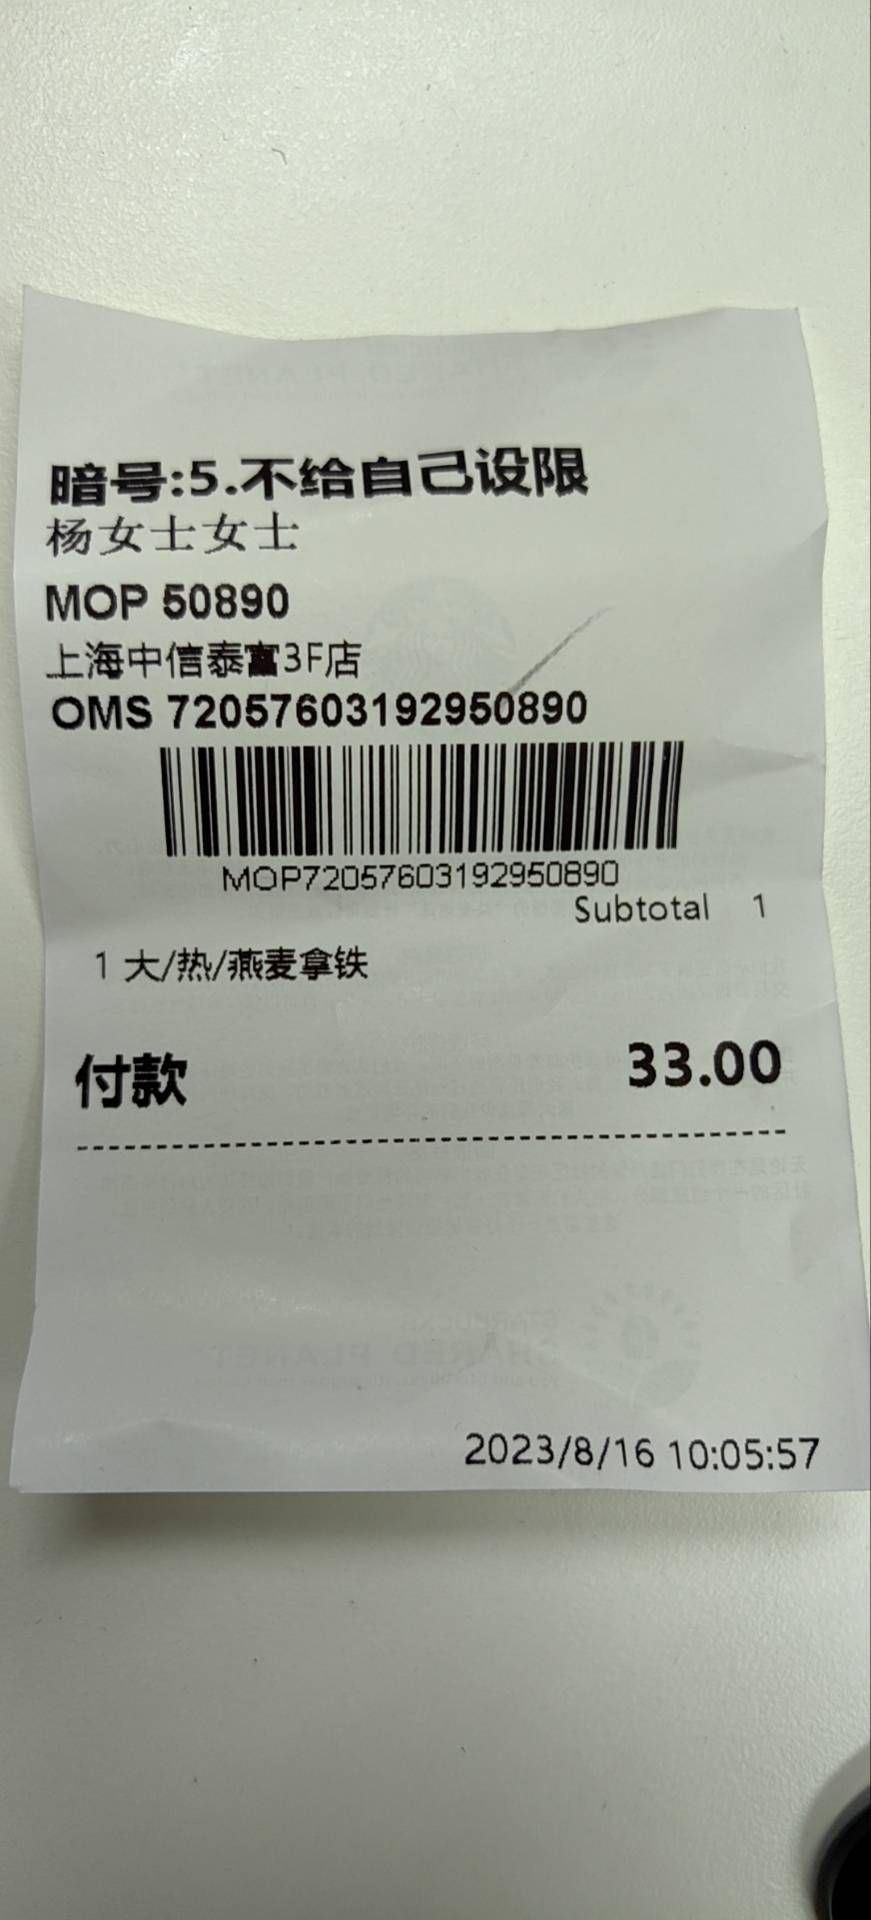 暗号:5.不给自己设限
杨女士女士
MOP 50890
上海中信泰富3F店
OMS 72057603192950890
MOP72057603192950890
Subtotal 1
1 大/热/燕麦拿铁
付款 33.00
2023/8/16 10:05:57